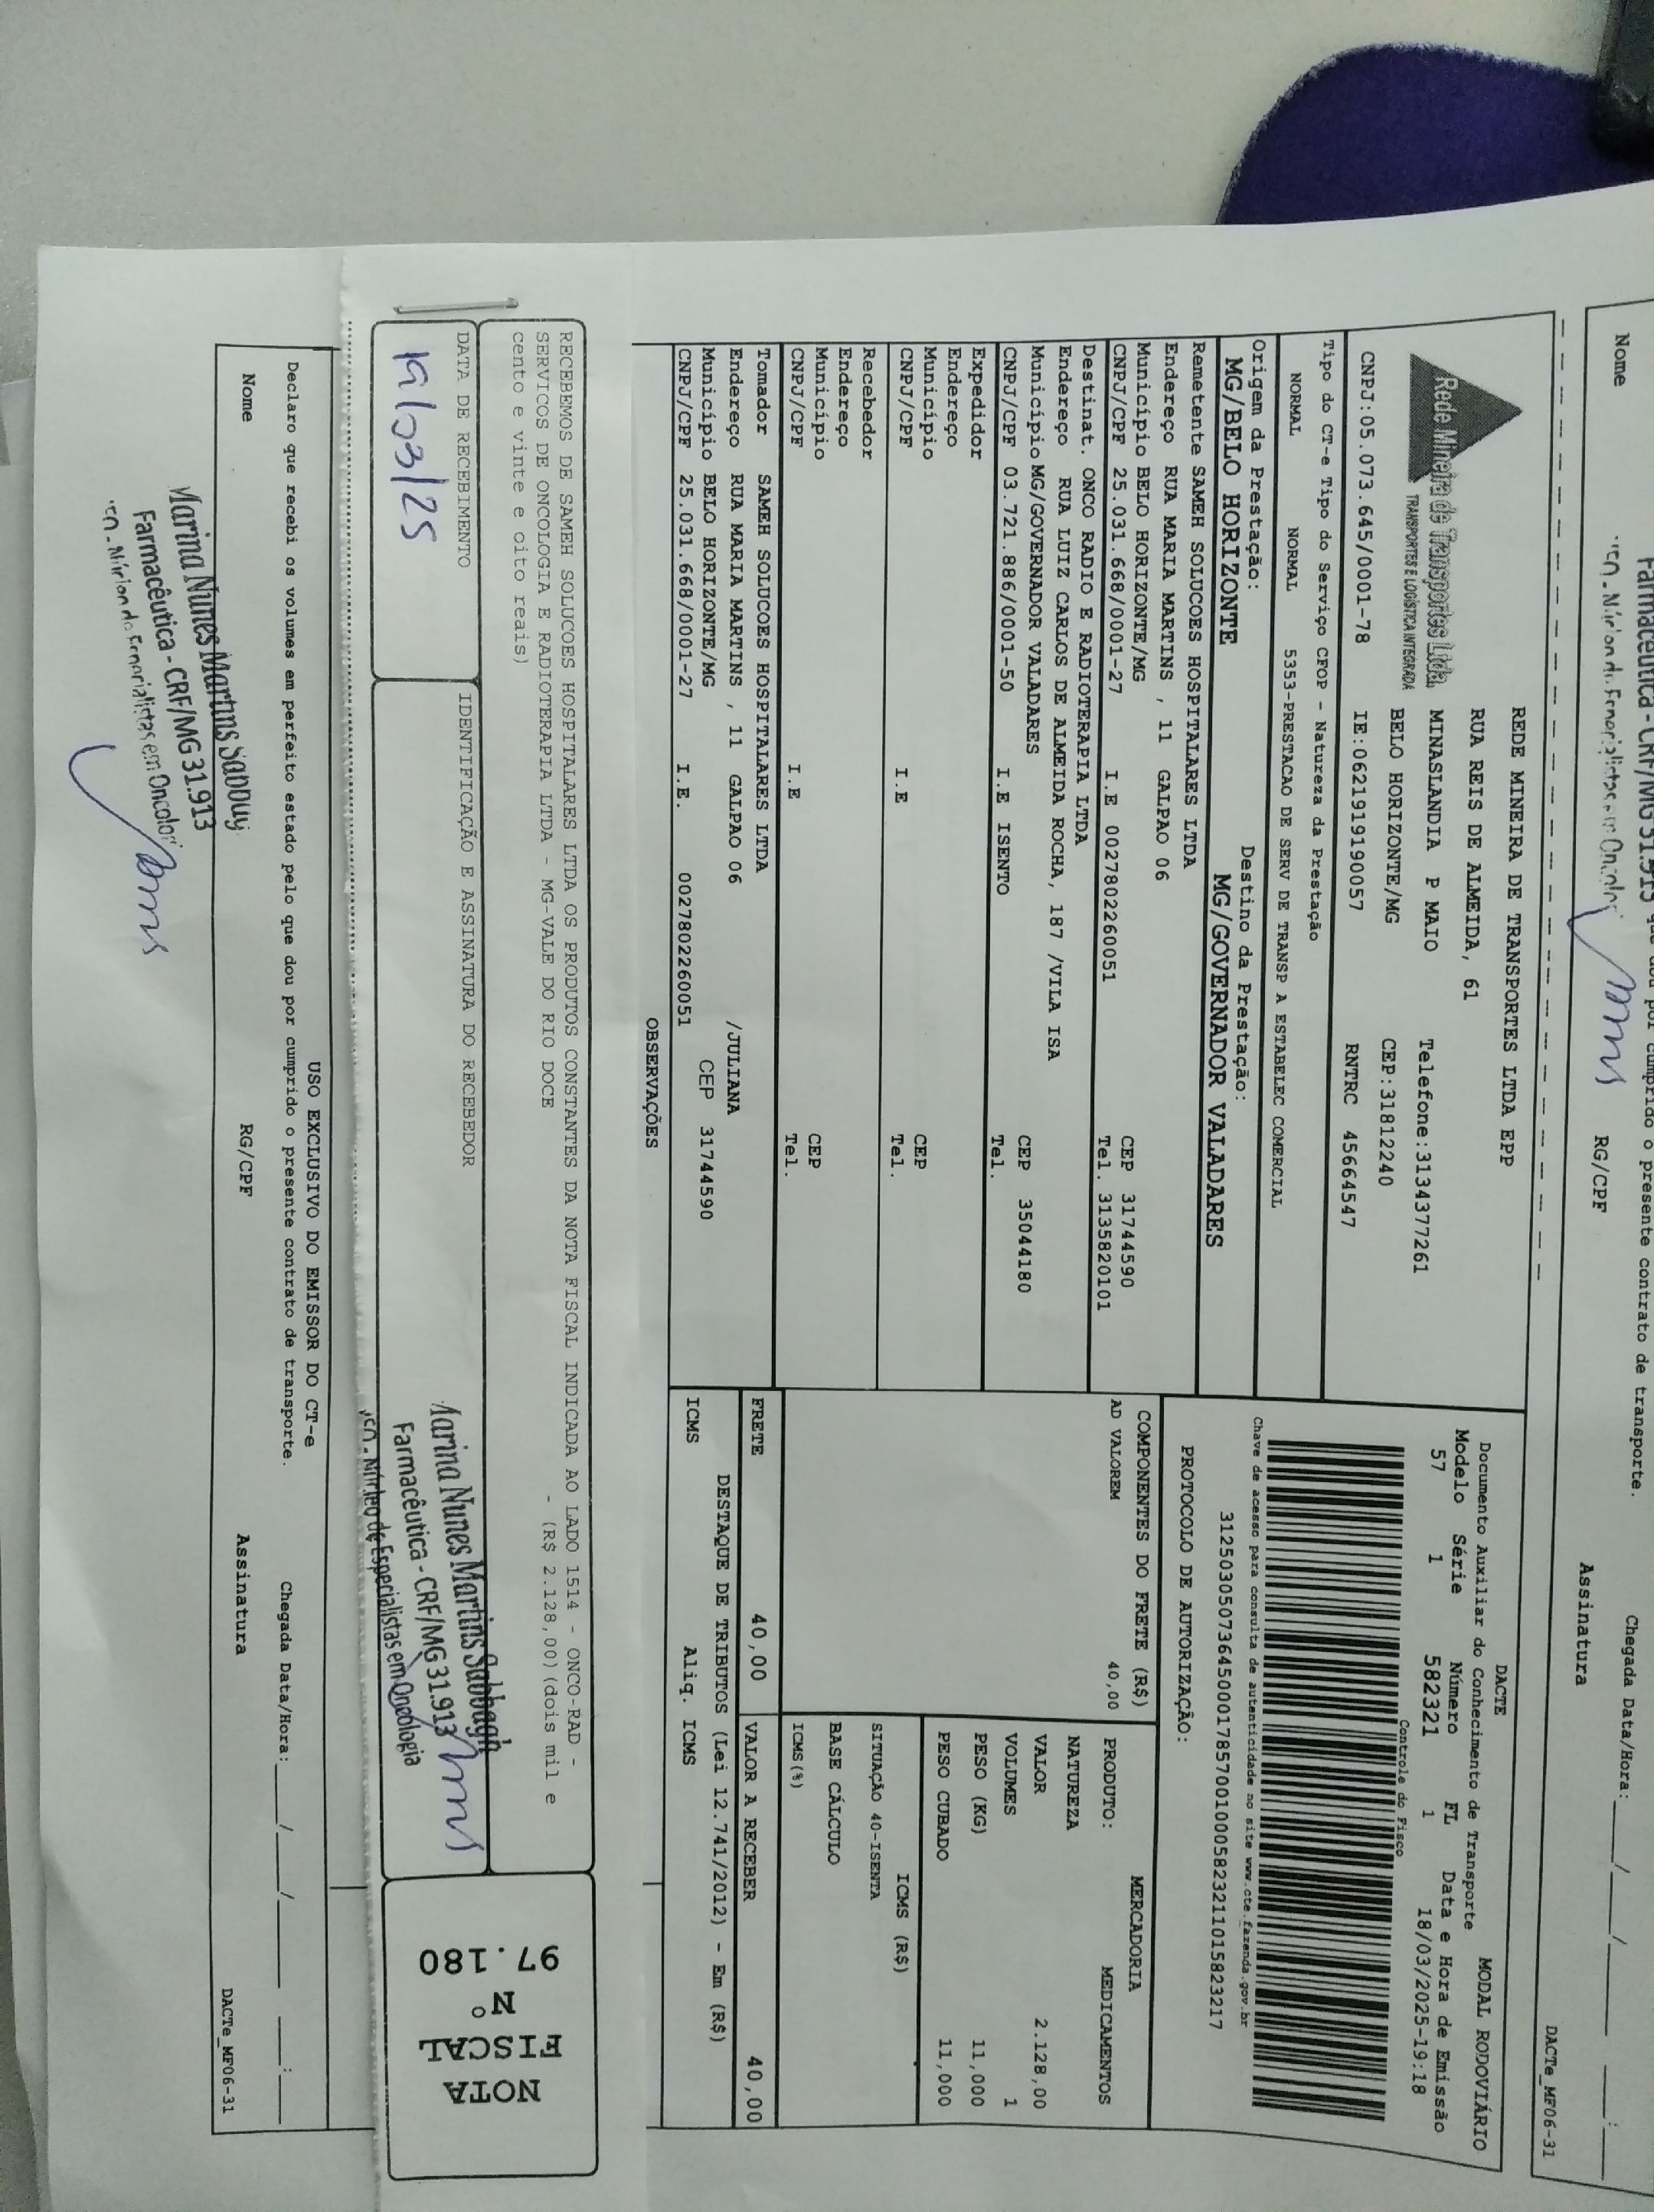 que dou por cumprido o presente contrato de transporte.
Chegada Data/Hora:___/___/_____ ___:___
Farmacêutica - CRF/MG 31.913
Nome RG/CPF Assinatura
DACTe_MF06-31
Rede Mineira de Transportes Ltda.
TRANSPORTES E LOGÍSTICA INTEGRADA
REDE MINEIRA DE TRANSPORTES LTDA EPP
RUA REIS DE ALMEIDA, 61
MINASLANDIA P MAIO Telefone:3134377261
BELO HORIZONTE/MG CEP:31812240
CNPJ:05.073.645/0001-78 IE:0621919190057 RNTRC 45664547
DACTE
Documento Auxiliar do Conhecimento de Transporte
MODAL RODOVIÁRIO
Modelo Série Número FL Data e Hora de Emissão
57 1 582321 1 18/03/2025-19:18
Controle do Fisco
Tipo do CT-e Tipo do Serviço CFOP - Natureza da Prestação
NORMAL NORMAL 5353-PRESTACAO DE SERV DE TRANSP A ESTABELEC COMERCIAL
Origem da Prestação: Destino da Prestação:
MG/BELO HORIZONTE MG/GOVERNADOR VALADARES
Chave de acesso para consulta de autenticidade no site www.cte.fazenda.gov.br
31250305073645000178570010005823211015823217
PROTOCOLO DE AUTORIZAÇÃO:
Remetente SAMEH SOLUCOES HOSPITALARES LTDA
Endereço RUA MARIA MARTINS , 11 GALPAO 06
Município BELO HORIZONTE/MG CEP 31744590
CNPJ/CPF 25.031.668/0001-27 I.E 0027802260051 Tel. 3135820101
Destinat. ONCO RADIO E RADIOTERAPIA LTDA
Endereço RUA LUIZ CARLOS DE ALMEIDA ROCHA, 187 /VILA ISA
Município MG/GOVERNADOR VALADARES CEP 35044180
CNPJ/CPF 03.721.886/0001-50 I.E ISENTO Tel.
Expedidor
Endereço
Município CEP
CNPJ/CPF I.E Tel.
Recebedor
Endereço
Município CEP
CNPJ/CPF I.E Tel.
Tomador SAMEH SOLUCOES HOSPITALARES LTDA
Endereço RUA MARIA MARTINS , 11 GALPAO 06 /JULIANA
Município BELO HORIZONTE/MG CEP 31744590
CNPJ/CPF 25.031.668/0001-27 I.E. 0027802260051
OBSERVAÇÕES
COMPONENTES DO FRETE (R$)
AD VALOREM 40,00
MERCADORIA
PRODUTO: MEDICAMENTOS
NATUREZA
VALOR 2.128,00
VOLUMES 1
PESO (KG) 11,000
PESO CUBADO 11,000
ICMS (R$)
SITUAÇÃO 40-ISENTA
BASE CÁLCULO
ICMS(%)
FRETE 40,00 VALOR A RECEBER 40,00
DESTAQUE DE TRIBUTOS (Lei 12.741/2012) - Em (R$)
ICMS Aliq. ICMS
RECEBEMOS DE SAMEH SOLUCOES HOSPITALARES LTDA OS PRODUTOS CONSTANTES DA NOTA FISCAL INDICADA AO LADO 1514 - ONCO-RAD -
SERVICOS DE ONCOLOGIA E RADIOTERAPIA LTDA - MG-VALE DO RIO DOCE - (R$ 2.128,00)(dois mil e
cento e vinte e oito reais)
DATA DE RECEBIMENTO IDENTIFICAÇÃO E ASSINATURA DO RECEBEDOR
19/03/25
Marina Nunes Martins Sabbagh
Farmacêutica - CRF/MG 31.913
Núcleo de Especialistas em Oncologia
NOTA
FISCAL
Nº
97.180
USO EXCLUSIVO DO EMISSOR DO CT-e
Declaro que recebi os volumes em perfeito estado pelo que dou por cumprido o presente contrato de transporte.
Chegada Data/Hora:___/___/_____ ___:___
Nome RG/CPF Assinatura
DACTe_MF06-31
Marina Nunes Martins
Farmacêutica - CRF/MG 31.913